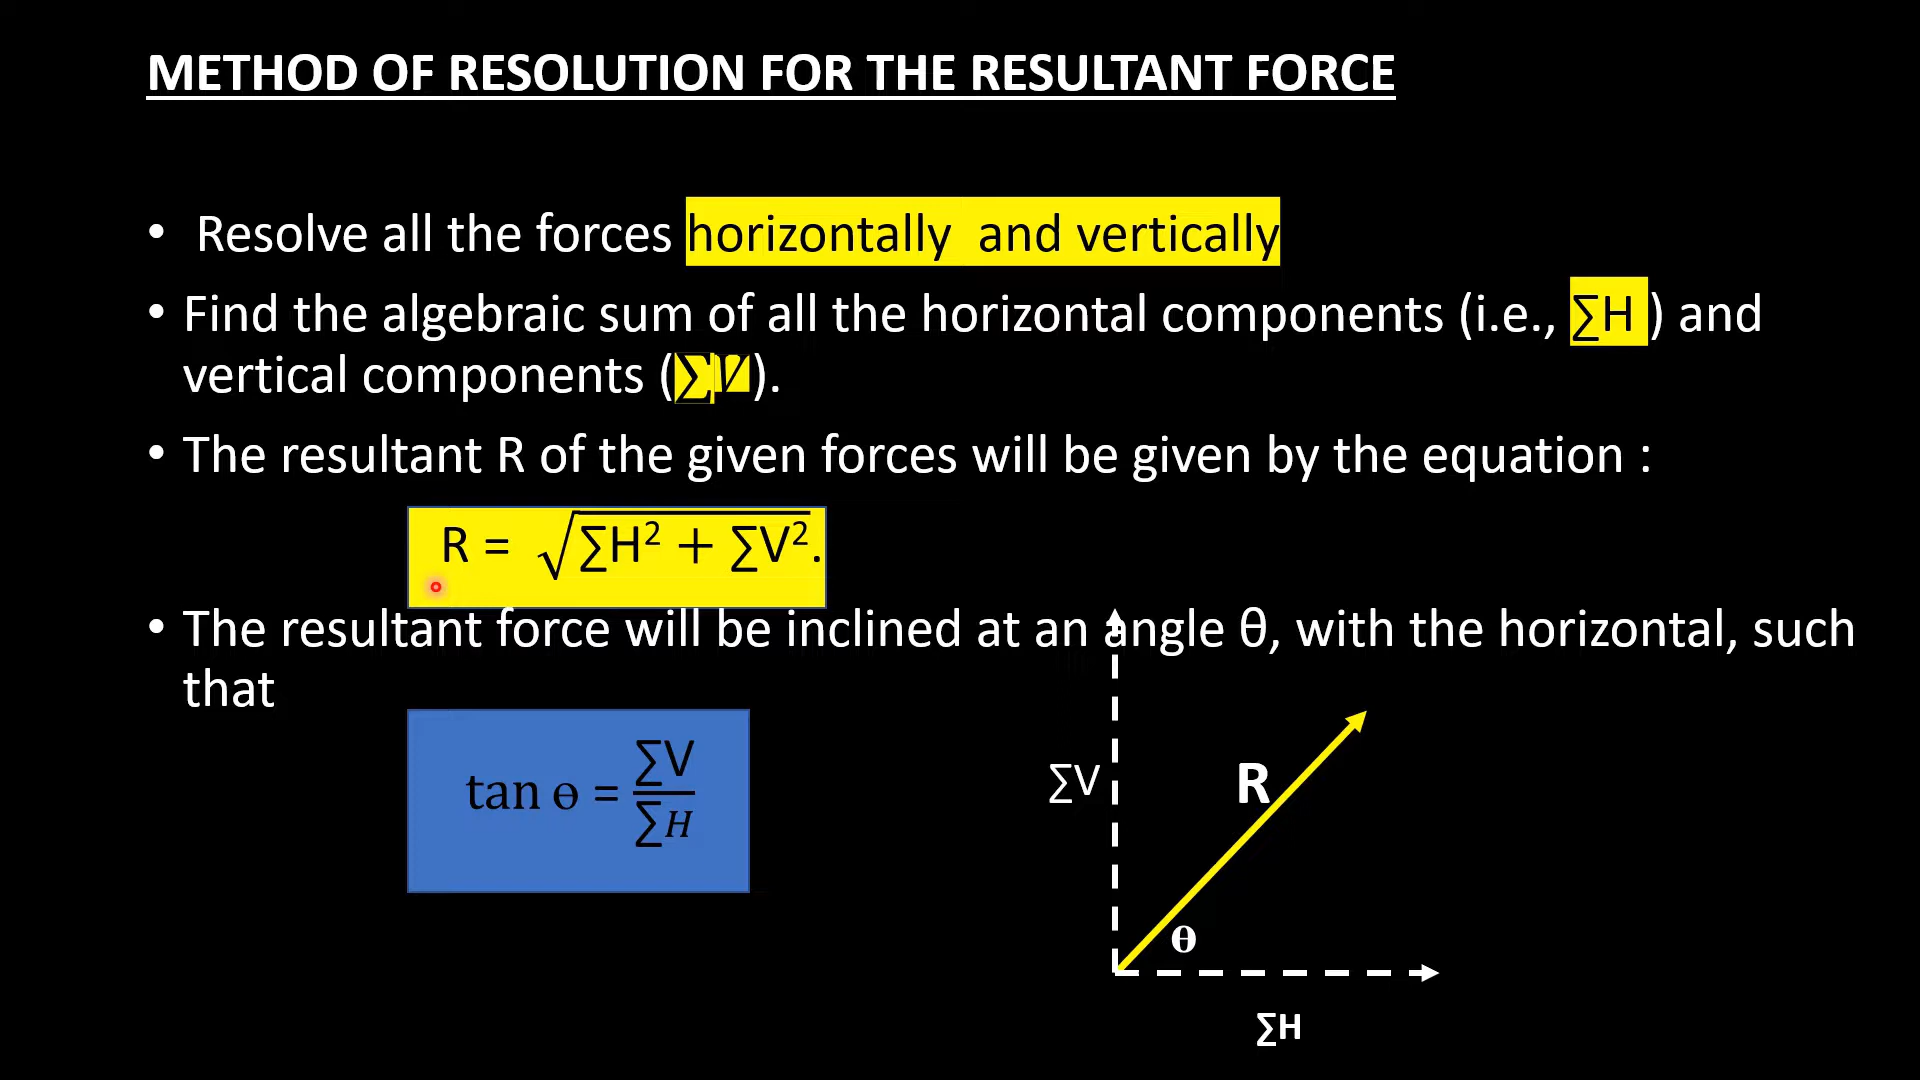 METHOD OF RESOLUTION FOR THE RESULTANT FORCE
• Resolve all the forces horizontally and vertically
• Find the algebraic sum of all the horizontal components (i.e., ∑H ) and
vertical components (∑V).
• The resultant R of the given forces will be given by the equation :
R = √∑H² + ∑V².
• The resultant force will be inclined at an angle θ, with the horizontal, such
that
tan ɵ = ∑V/∑H
∑V
R
θ
∑H